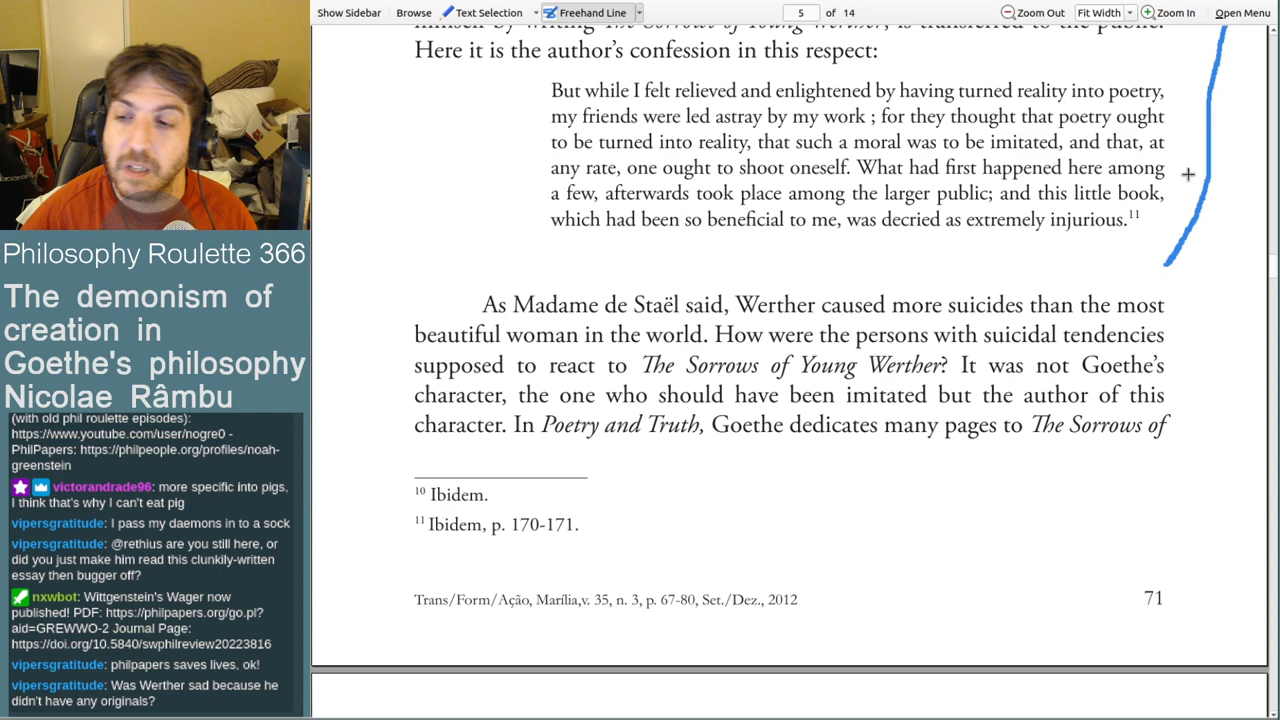 Show Sidebar Browse Text Selection Freehand Line 5 of 14 Zoom Out Fit Width Zoom In Open Menu
himself by writing The Sorrows of Young Werther, is transferred to the public.
Here it is the author's confession in this respect:
But while I felt relieved and enlightened by having turned reality into poetry,
my friends were led astray by my work ; for they thought that poetry ought
to be turned into reality, that such a moral was to be imitated, and that, at
any rate, one ought to shoot oneself. What had first happened here among
a few, afterwards took place among the larger public; and this little book,
which had been so beneficial to me, was decried as extremely injurious.11
As Madame de Staël said, Werther caused more suicides than the most
beautiful woman in the world. How were the persons with suicidal tendencies
supposed to react to The Sorrows of Young Werther? It was not Goethe's
character, the one who should have been imitated but the author of this
character. In Poetry and Truth, Goethe dedicates many pages to The Sorrows of
10 Ibidem.
11 Ibidem, p. 170-171.
Trans/Form/Ação, Marília,v. 35, n. 3, p. 67-80, Set./Dez., 2012 71
Philosophy Roulette 366
The demonism of
creation in
Goethe's philosophy
Nicolae Râmbu
(with old phil roulette episodes):
https://www.youtube.com/user/nogre0 -
PhilPapers: https://philpeople.org/profiles/noah-
greenstein
victorandrade96: more specific into pigs,
I think that's why I can't eat pig
vipersgratitude: I pass my daemons in to a sock
vipersgratitude: @rethius are you still here, or
did you just make him read this clunkily-written
essay then bugger off?
nxwbot: Wittgenstein's Wager now
published! PDF: https://philpapers.org/go.pl?
aid=GREWWO-2 Journal Page:
https://doi.org/10.5840/swphilreview20223816
vipersgratitude: philpapers saves lives, ok!
vipersgratitude: Was Werther sad because he
didn't have any originals?